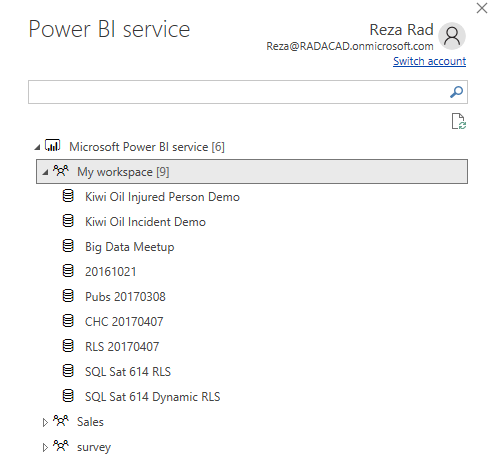 Power BI service
Reza Rad
Reza@RADACAD.onmicrosoft.com
Switch account
Microsoft Power BI service [6]
My workspace [9]
Kiwi Oil Injured Person Demo
Kiwi Oil Incident Demo
Big Data Meetup
20161021
Pubs 20170308
CHC 20170407
RLS 20170407
SQL Sat 614 RLS
SQL Sat 614 Dynamic RLS
Sales
survey